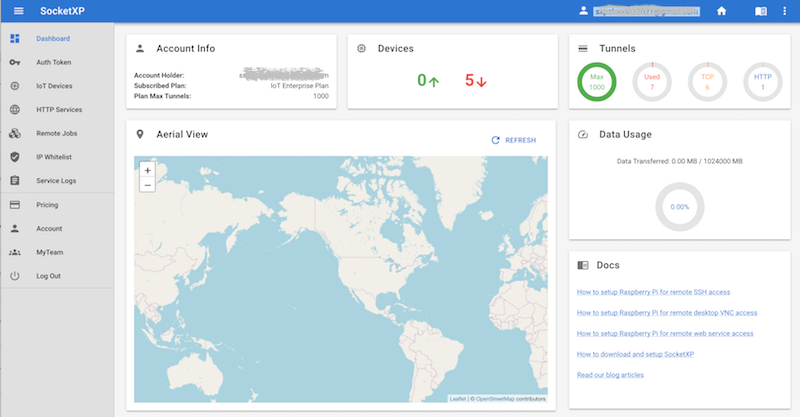 SocketXP
Dashboard
Auth Token
IoT Devices
HTTP Services
Remote Jobs
IP Whitelist
Service Logs
Pricing
Account
MyTeam
Log Out
Account Info
Account Holder:
Subscribed Plan: IoT Enterprise Plan
Plan Max Tunnels: 1000
Devices
0 5
Tunnels
Max
1000
Used
7
TCP
6
HTTP
1
Aerial View
REFRESH
+
−
Leaflet | © OpenStreetMap contributors
Data Usage
Data Transferred: 0.00 MB / 1024000 MB
0.00%
Docs
How to setup Raspberry Pi for remote SSH access
How to setup Raspberry Pi for remote desktop VNC access
How to setup Raspberry Pi for remote web service access
How to download and setup SocketXP
Read our blog articles